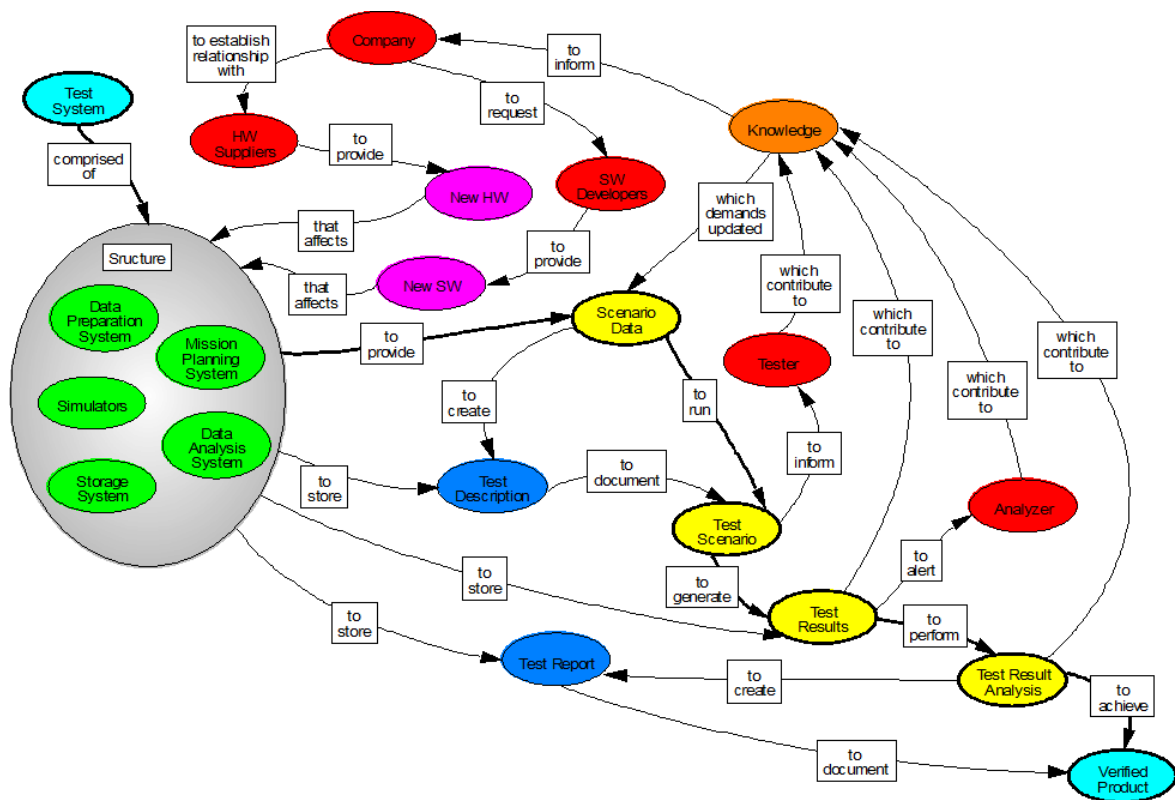 to establish
relationship
with
Company
to
inform
Test
System
to
request
Knowledge
HW
Suppliers
to
provide
comprised
of
SW
Developers
New HW
which
demands
updated
that
affects
to
provide
Sructure
New SW
that
affects
which
contribute
to
Data
Preparation
System
Scenario
Data
which
contribute
to
Mission
Planning
System
to
provide
which
contribute
to
Tester
which
contribute
to
Simulators
to
create
to
run
Data
Analysis
System
to
inform
Storage
System
to
store
Test
Description
to
document
Analyzer
Test
Scenario
to
alert
to
store
to
generate
Test
Results
to
perform
to
store
Test Report
to
create
Test Result
Analysis
to
achieve
to
document
Verified
Product